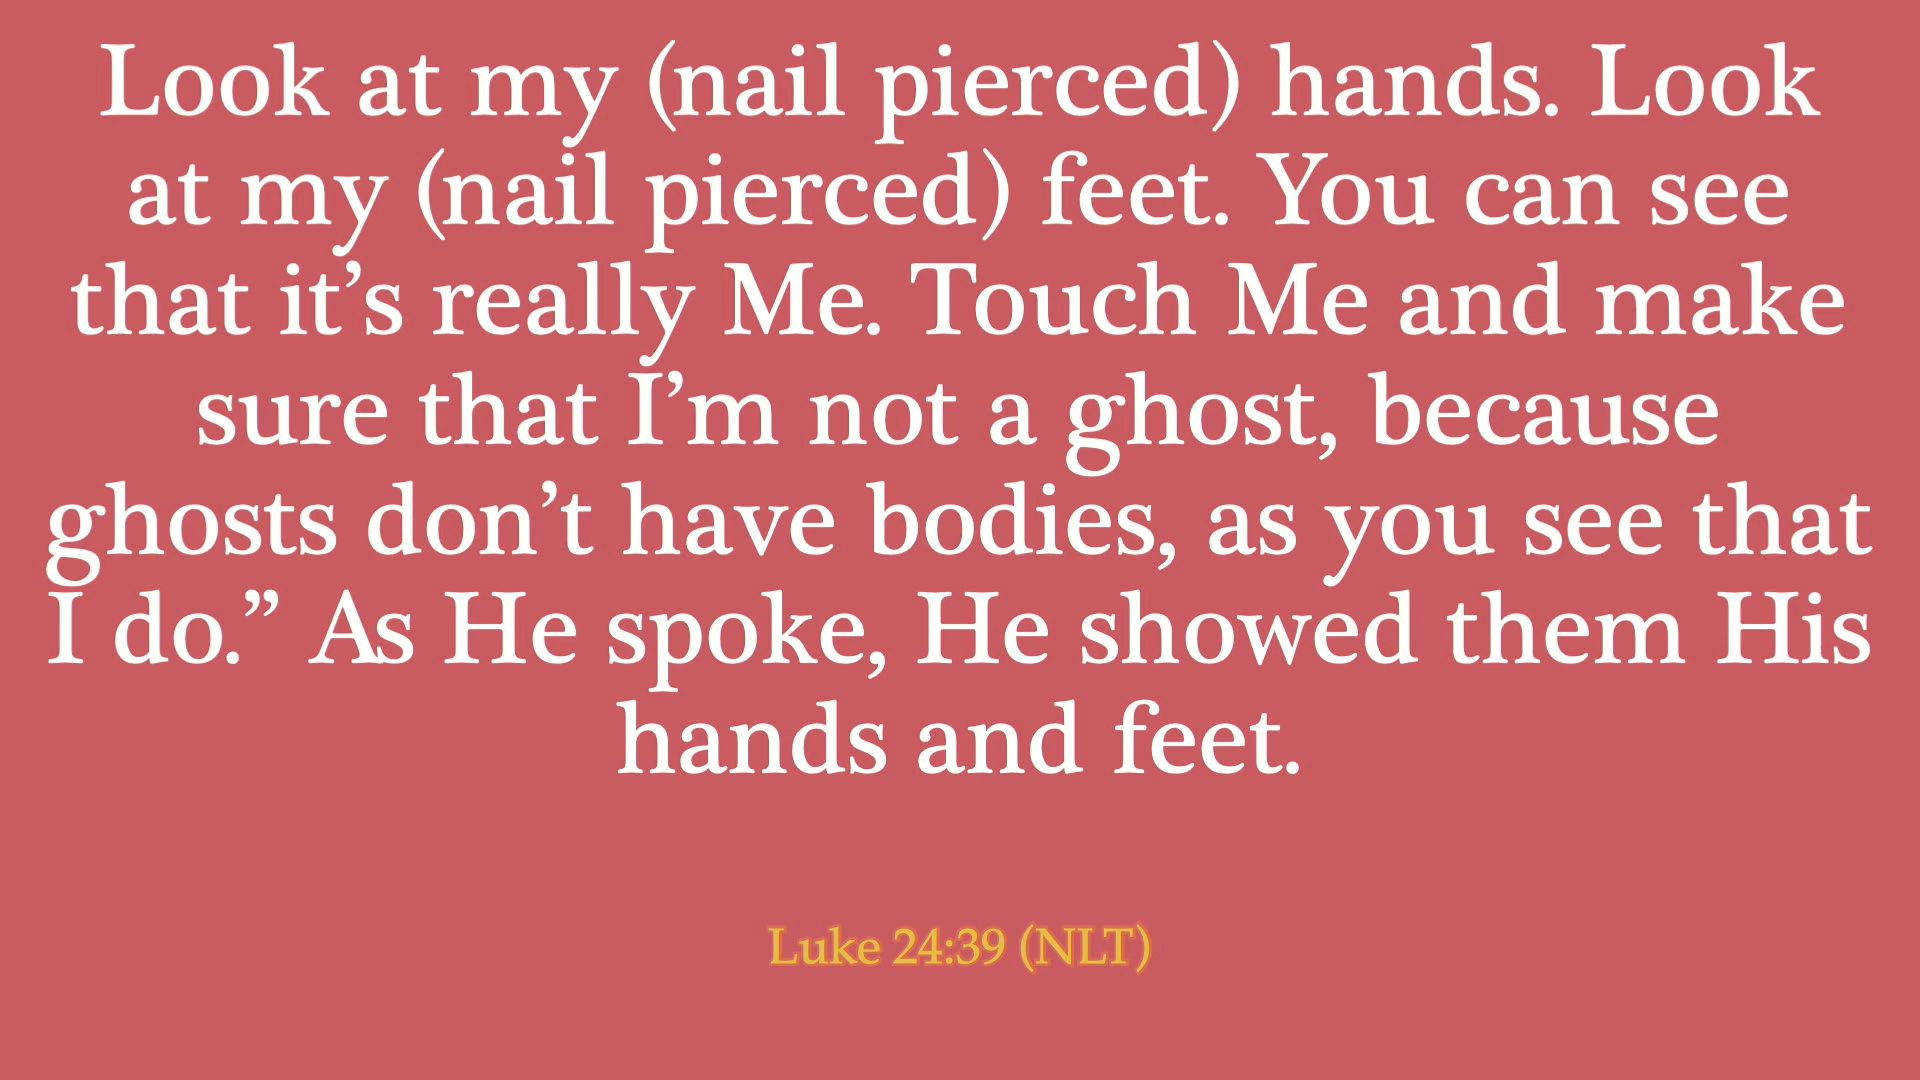 Look at my (nail pierced) hands. Look
at my (nail pierced) feet. You can see
that it’s really Me. Touch Me and make
sure that I’m not a ghost, because
ghosts don’t have bodies, as you see that
I do.” As He spoke, He showed them His
hands and feet.
Luke 24:39 (NLT)